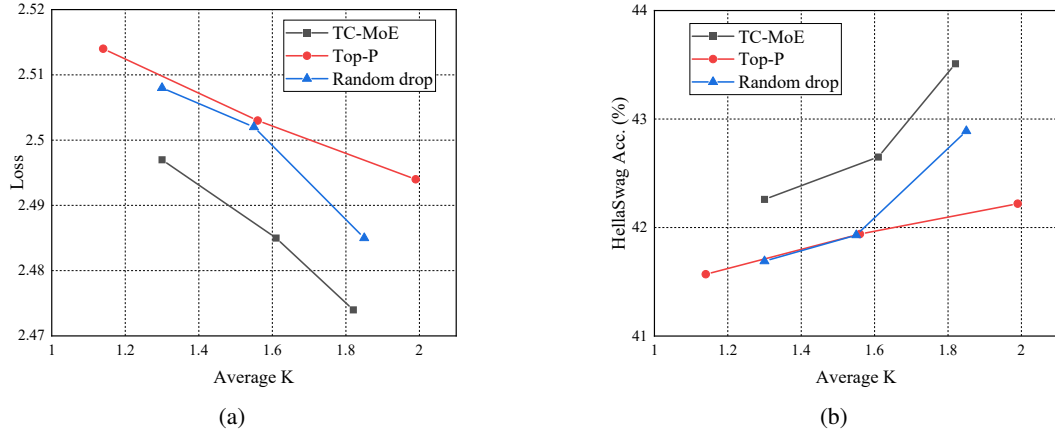 2.52
2.51
2.5
2.49
2.48
2.47
Loss
1 1.2 1.4 1.6 1.8 2
Average K
TC-MoE
Top-P
Random drop
(a)
44
43
42
41
HellaSwag Acc. (%)
1 1.2 1.4 1.6 1.8 2
Average K
TC-MoE
Top-P
Random drop
(b)